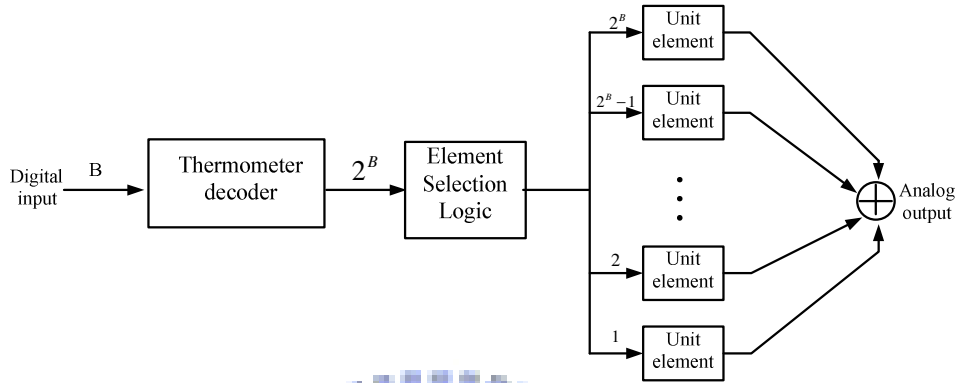 Digital
input
B
Thermometer
decoder
2^B
Element
Selection
Logic
2^B
Unit
element
2^B − 1
Unit
element
2
Unit
element
1
Unit
element
Analog
output